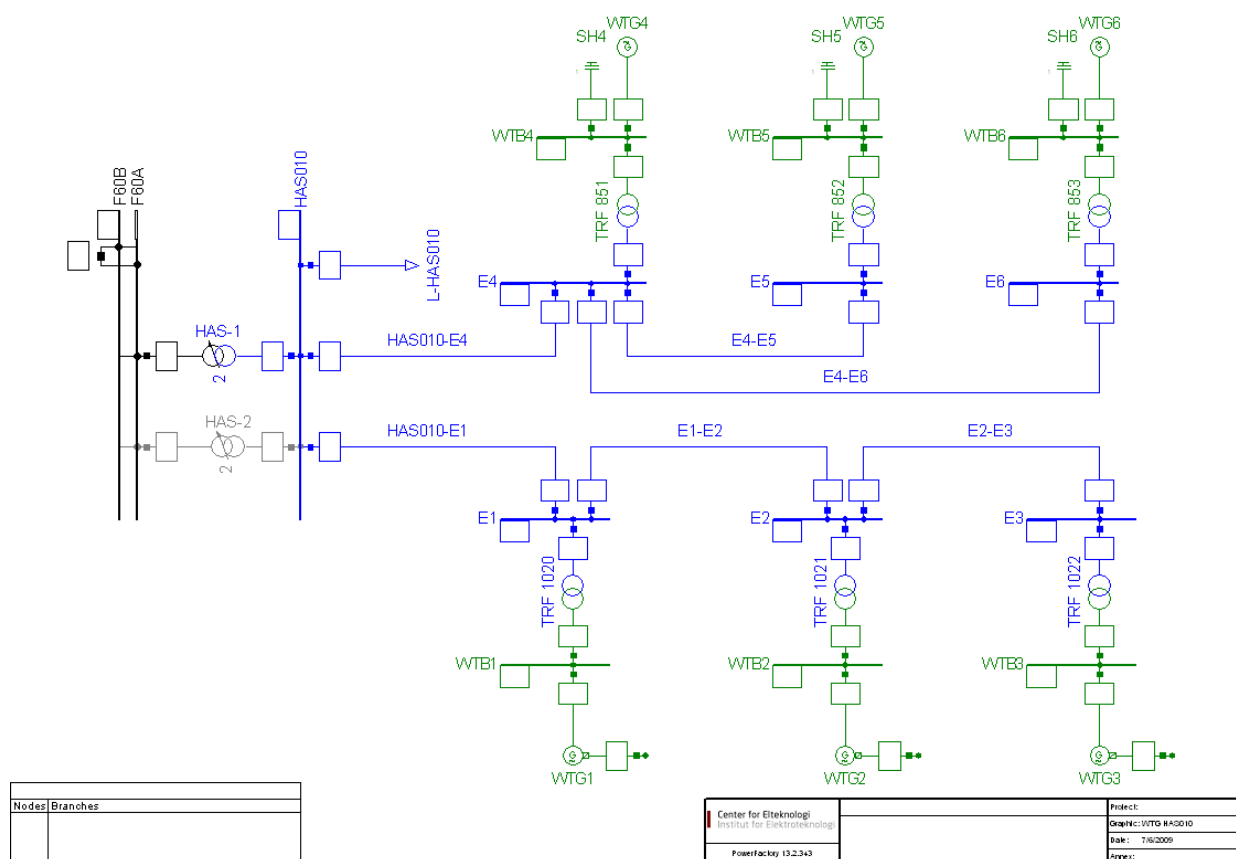 WTG4
WTG5
WTG6
SH4
SH5
SH6
WTB4
WTB5
WTB6
F60B
F60A
HAS010
TRF 851
TRF 852
TRF 853
L-HAS010
E4
E5
E6
HAS-1
2
HAS010-E4
E4-E5
E4-E6
HAS-2
2
HAS010-E1
E1-E2
E2-E3
E1
E2
E3
TRF 1020
TRF 1021
TRF 1022
WTB1
WTB2
WTB3
WTG1
WTG2
WTG3
Nodes Branches
Center for Elteknologi
Institut for Elektroteknologi
PowerFactory 13.2.343
Project:
Graphic: WTG HAS010
Date: 7/6/2009
Annex: